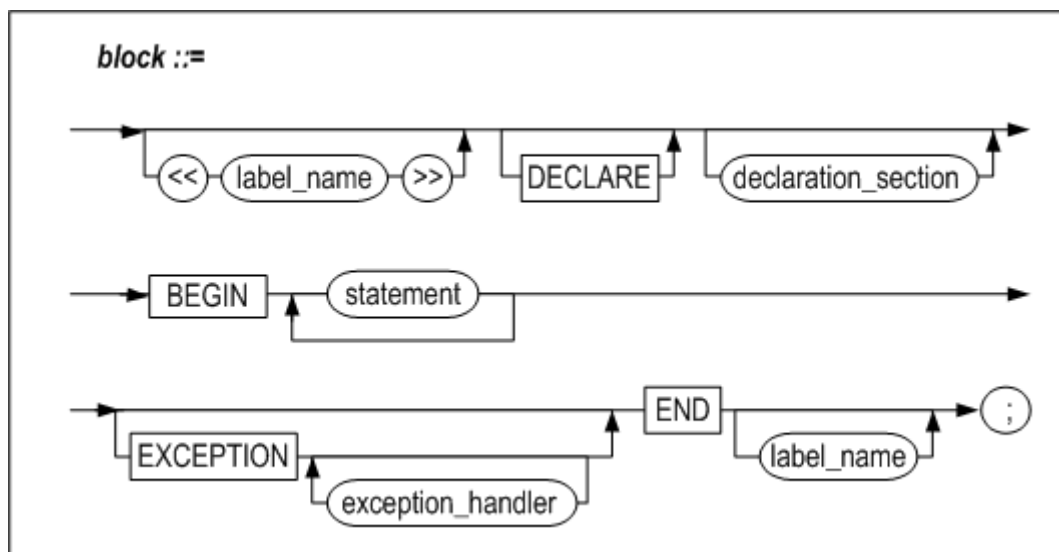 block ::=
<< label_name >> DECLARE declaration_section
BEGIN statement
EXCEPTION exception_handler END label_name ;